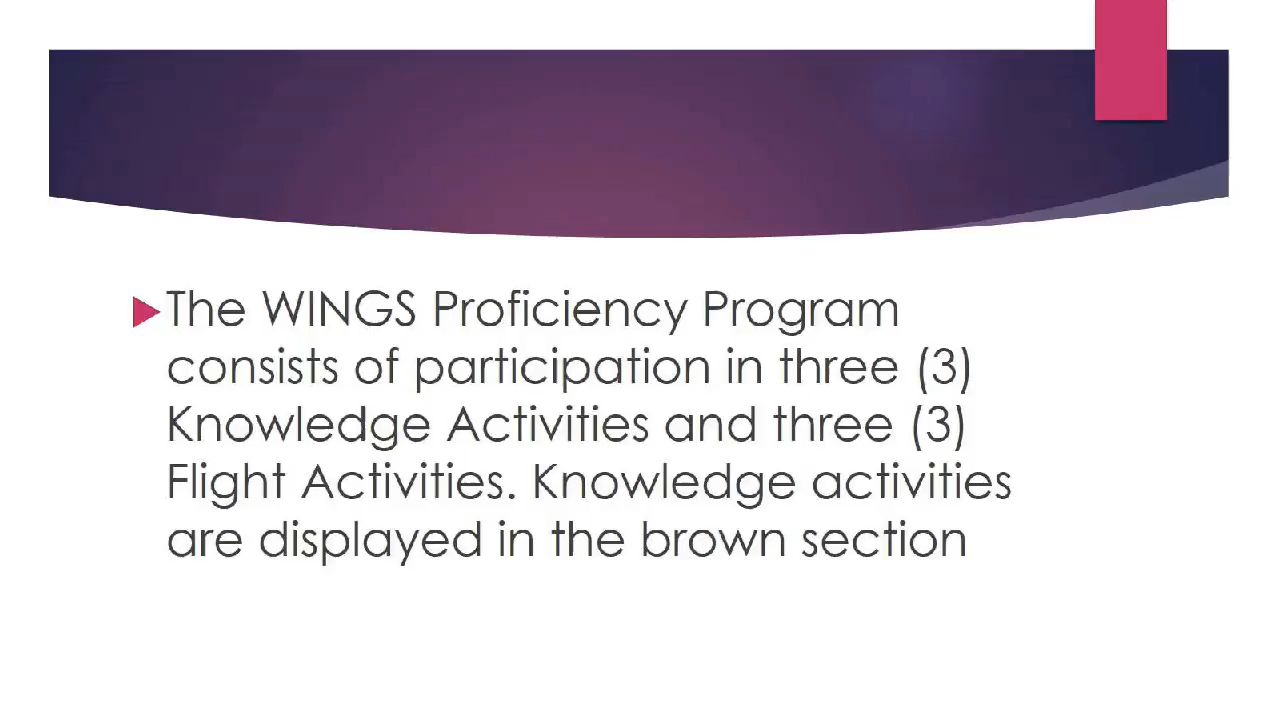 The WINGS Proficiency Program
consists of participation in three (3)
Knowledge Activities and three (3)
Flight Activities. Knowledge activities
are displayed in the brown section